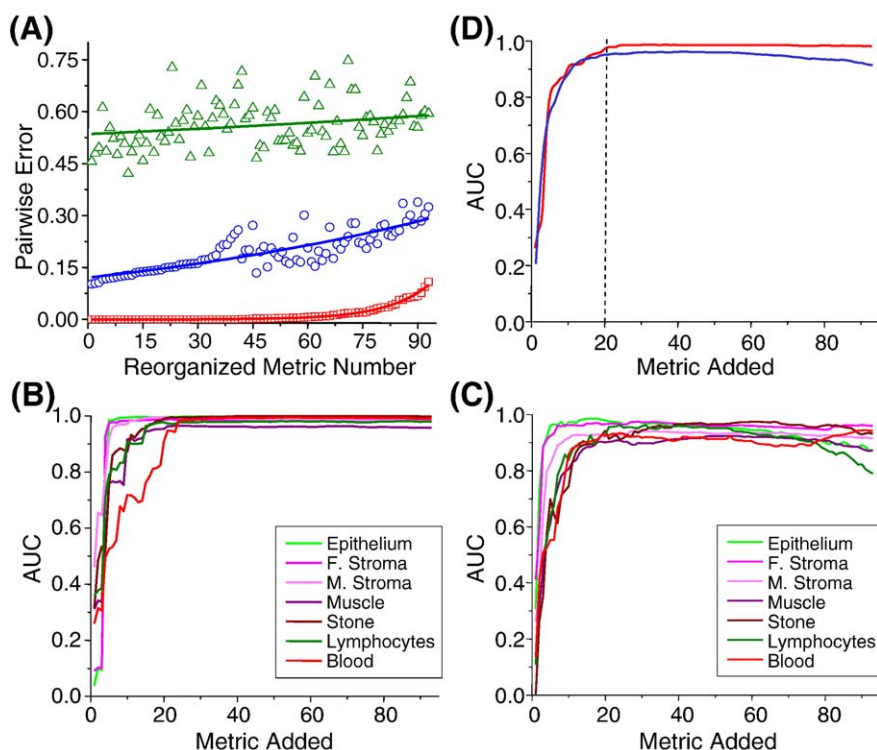 (A)
Pairwise Error
0.75
0.60
0.45
0.30
0.15
0.00
0 15 30 45 60 75 90
Reorganized Metric Number
(D)
AUC
1.0
0.8
0.6
0.4
0.2
0.0
0 20 40 60 80
Metric Added
(B)
AUC
1.0
0.8
0.6
0.4
0.2
0.0
0 20 40 60 80
Metric Added
Epithelium
F. Stroma
M. Stroma
Muscle
Stone
Lymphocytes
Blood
(C)
AUC
1.0
0.8
0.6
0.4
0.2
0.0
0 20 40 60 80
Metric Added
Epithelium
F. Stroma
M. Stroma
Muscle
Stone
Lymphocytes
Blood